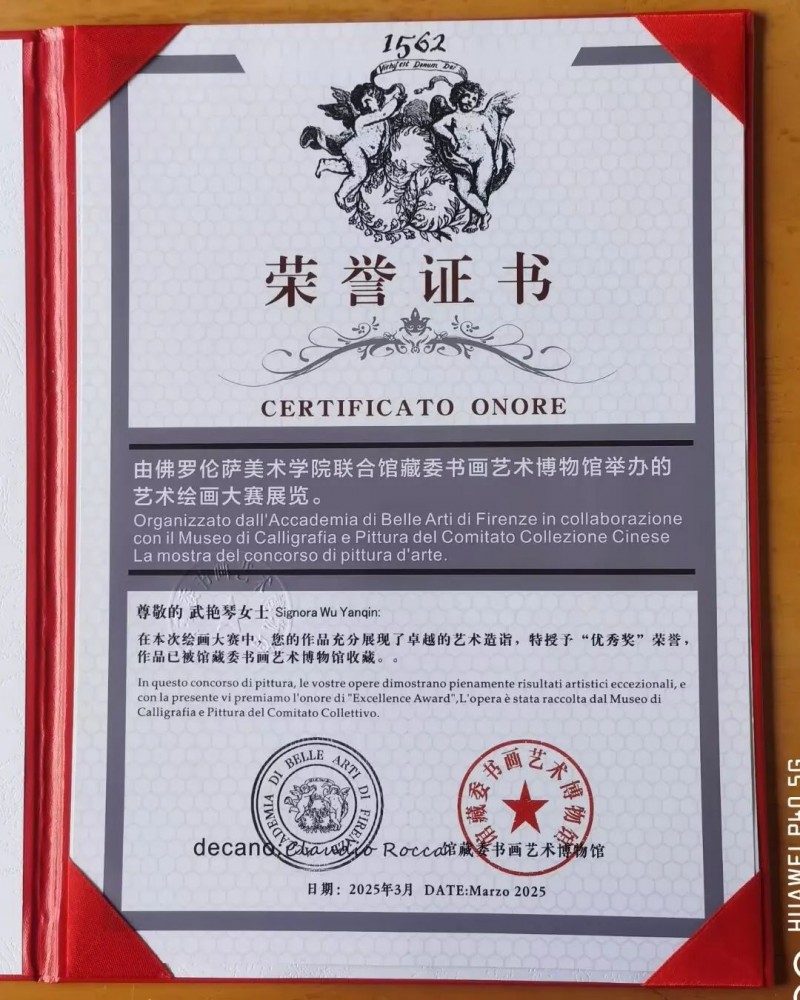 1562
荣誉证书
CERTIFICATO ONORE
由佛罗伦萨美术学院联合馆藏委书画艺术博物馆举办的
艺术绘画大赛展览。
Organizzato dall'Accademia di Belle Arti di Firenze in collaborazione
con il Museo di Calligrafia e Pittura del Comitato Collezione Cinese
La mostra del concorso di pittura d'arte.
尊敬的 武艳琴女士 Signora Wu Yanqin:
在本次绘画大赛中，您的作品充分展现了卓越的艺术造诣，特授予“优秀奖”荣誉，
作品已被馆藏委书画艺术博物馆收藏。。
In questo concorso di pittura, le vostre opere dimostrano pienamente risultati artistici eccezionali, e
con la presente vi premiamo l'onore di "Excellence Award",L'opera è stata raccolta dal Museo di
Calligrafia e Pittura del Comitato Collettivo.
ACCADEMIA DI BELLE ARTI DI
馆藏委书画艺术博物馆
decano:Claudio Rocca
馆藏委书画艺术博物馆
日期：2025年3月 DATE:Marzo 2025
HUAWEI P40 5G